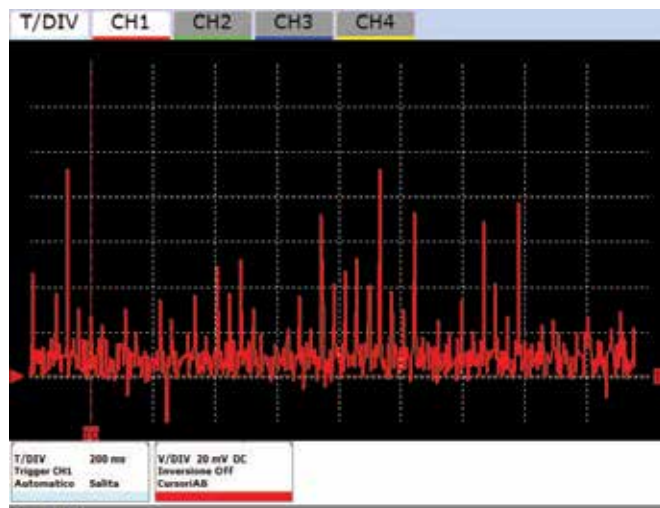 T/DIV CH1 CH2 CH3 CH4
T/DIV 200 ms
Trigger CH1
Automatico Salita
V/DIV 20 mV DC
Inversione OFF
CursoriAB